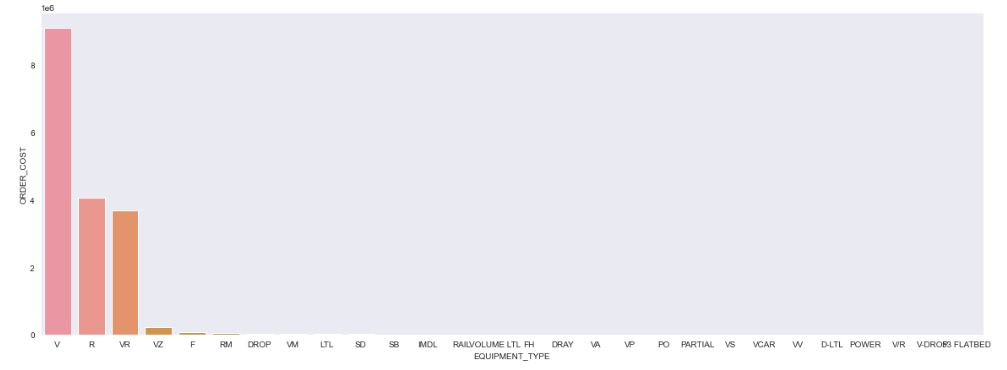 1e6
8
6
4
2
0
ORDER_COST
V R VR VZ F RM DROP VM LTL SD SB IMDL RAIL VOLUME LTL FH DRAY VA VP PO PARTIAL VS VCAR VV D-LTL POWER V/R V-DROP FLATBED
EQUIPMENT_TYPE